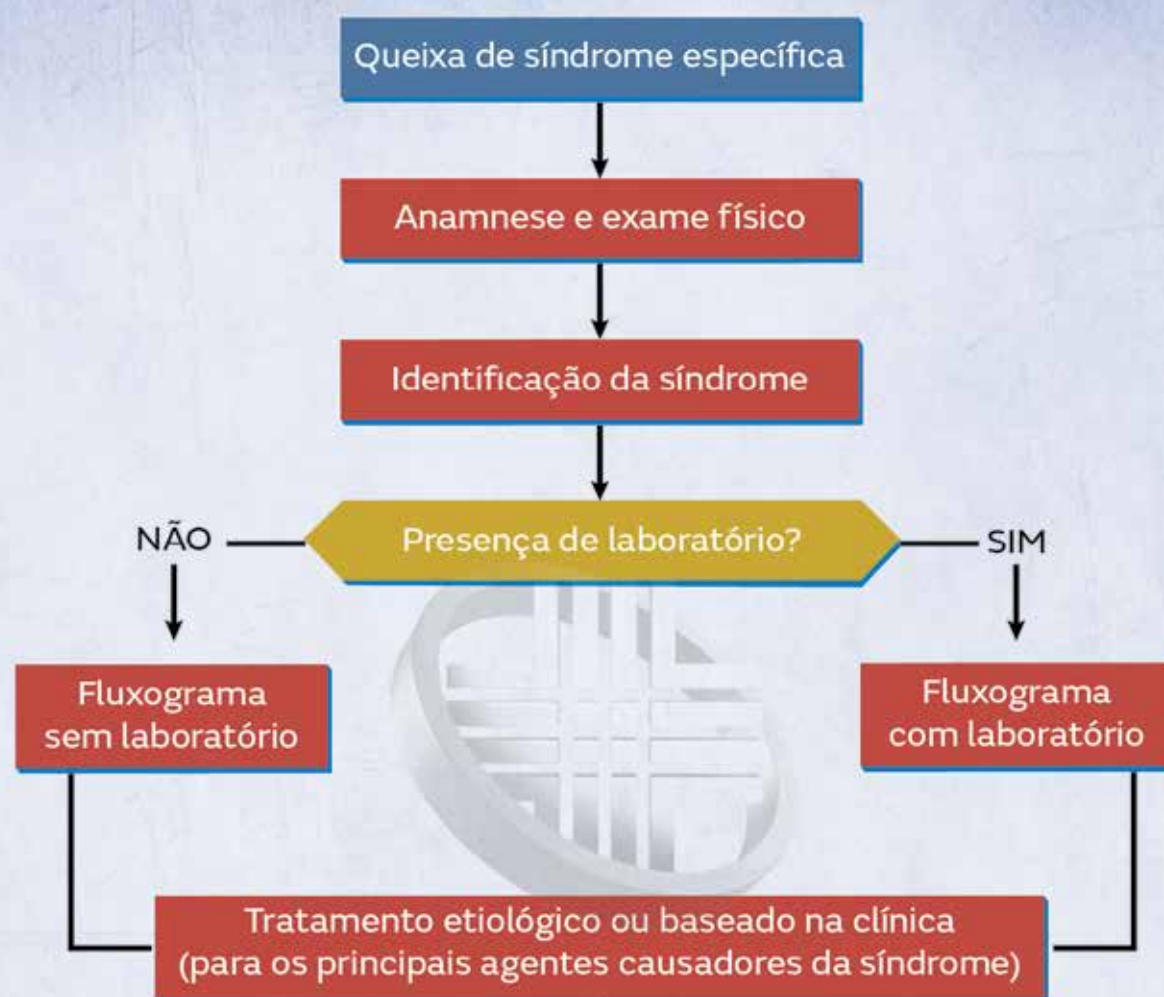 Queixa de síndrome específica
Anamnese e exame físico
Identificação da síndrome
Presença de laboratório?
NÃO
SIM
Fluxograma
sem laboratório
Fluxograma
com laboratório
Tratamento etiológico ou baseado na clínica
(para os principais agentes causadores da síndrome)